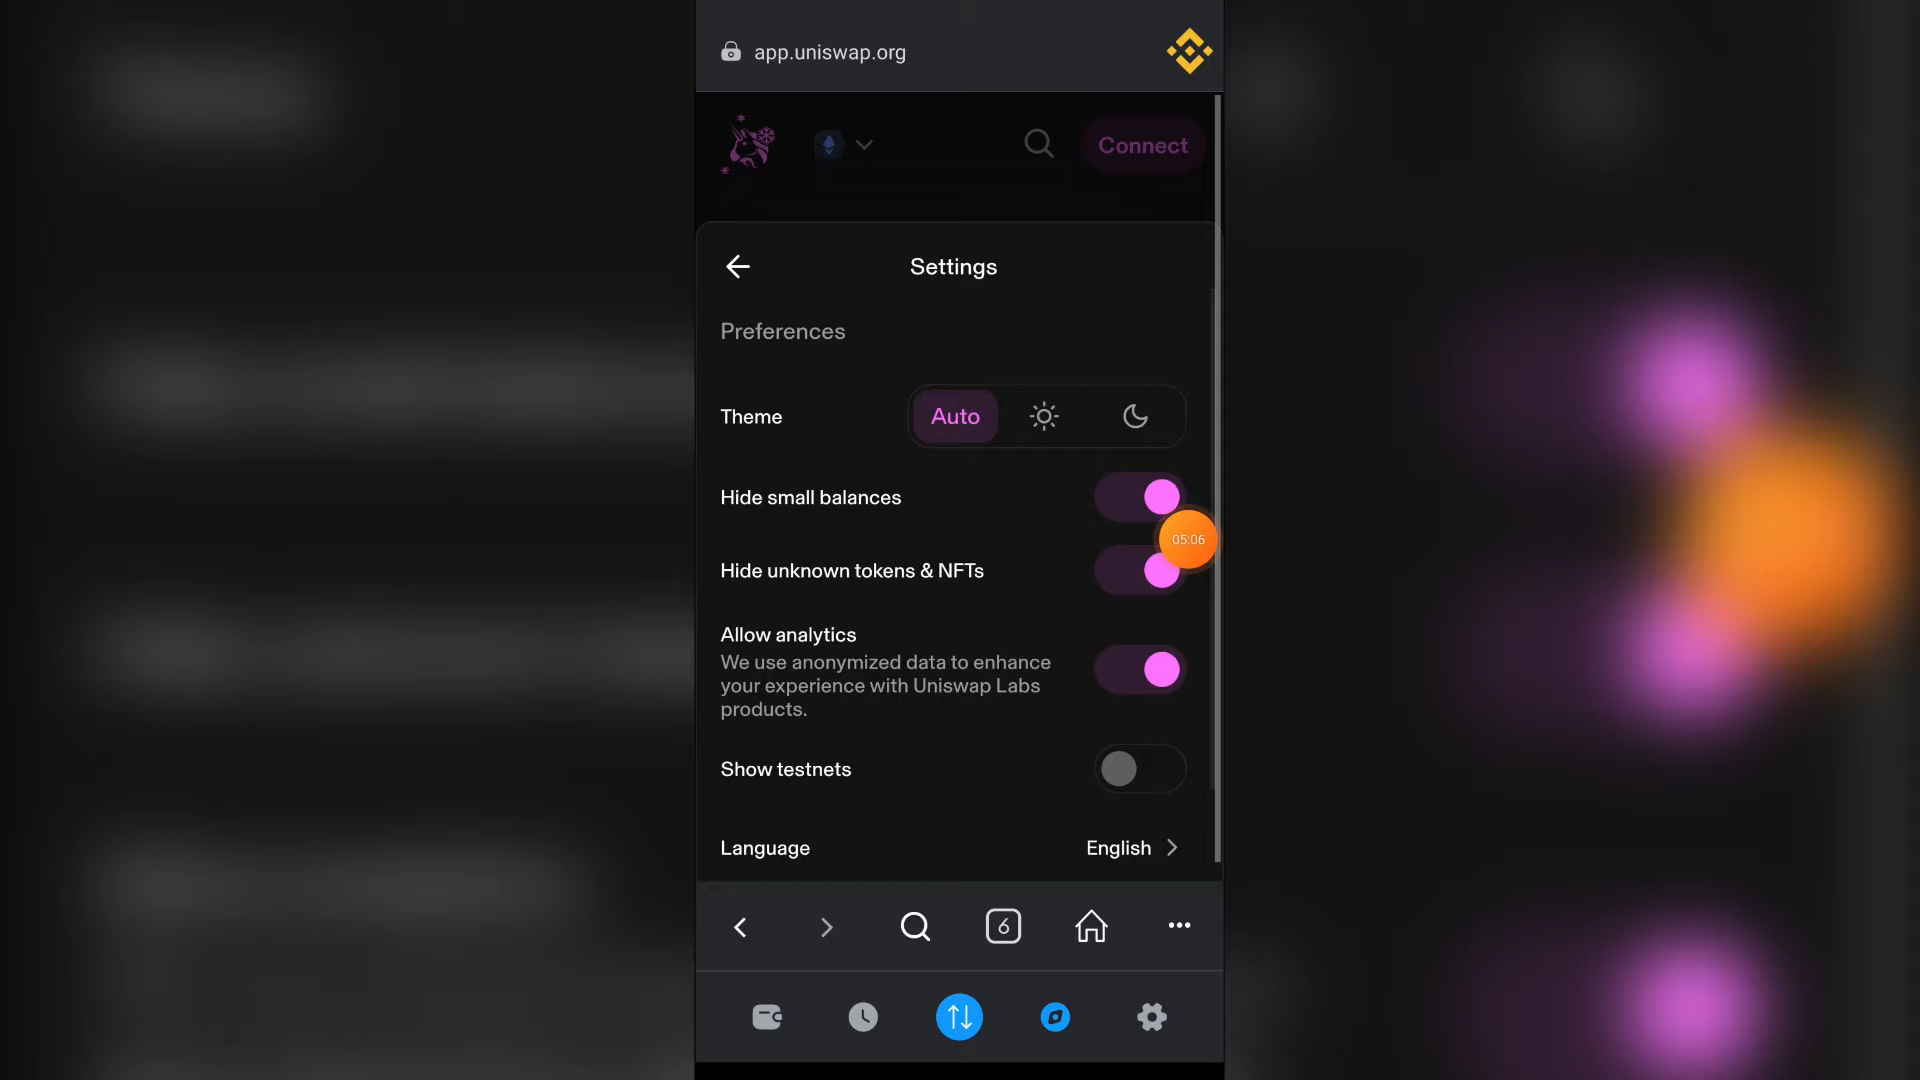 app.uniswap.org
Connect
Settings
Preferences
Theme
Auto
Hide small balances
05:06
Hide unknown tokens & NFTs
Allow analytics
We use anonymized data to enhance
your experience with Uniswap Labs
products.
Show testnets
Language
English
6